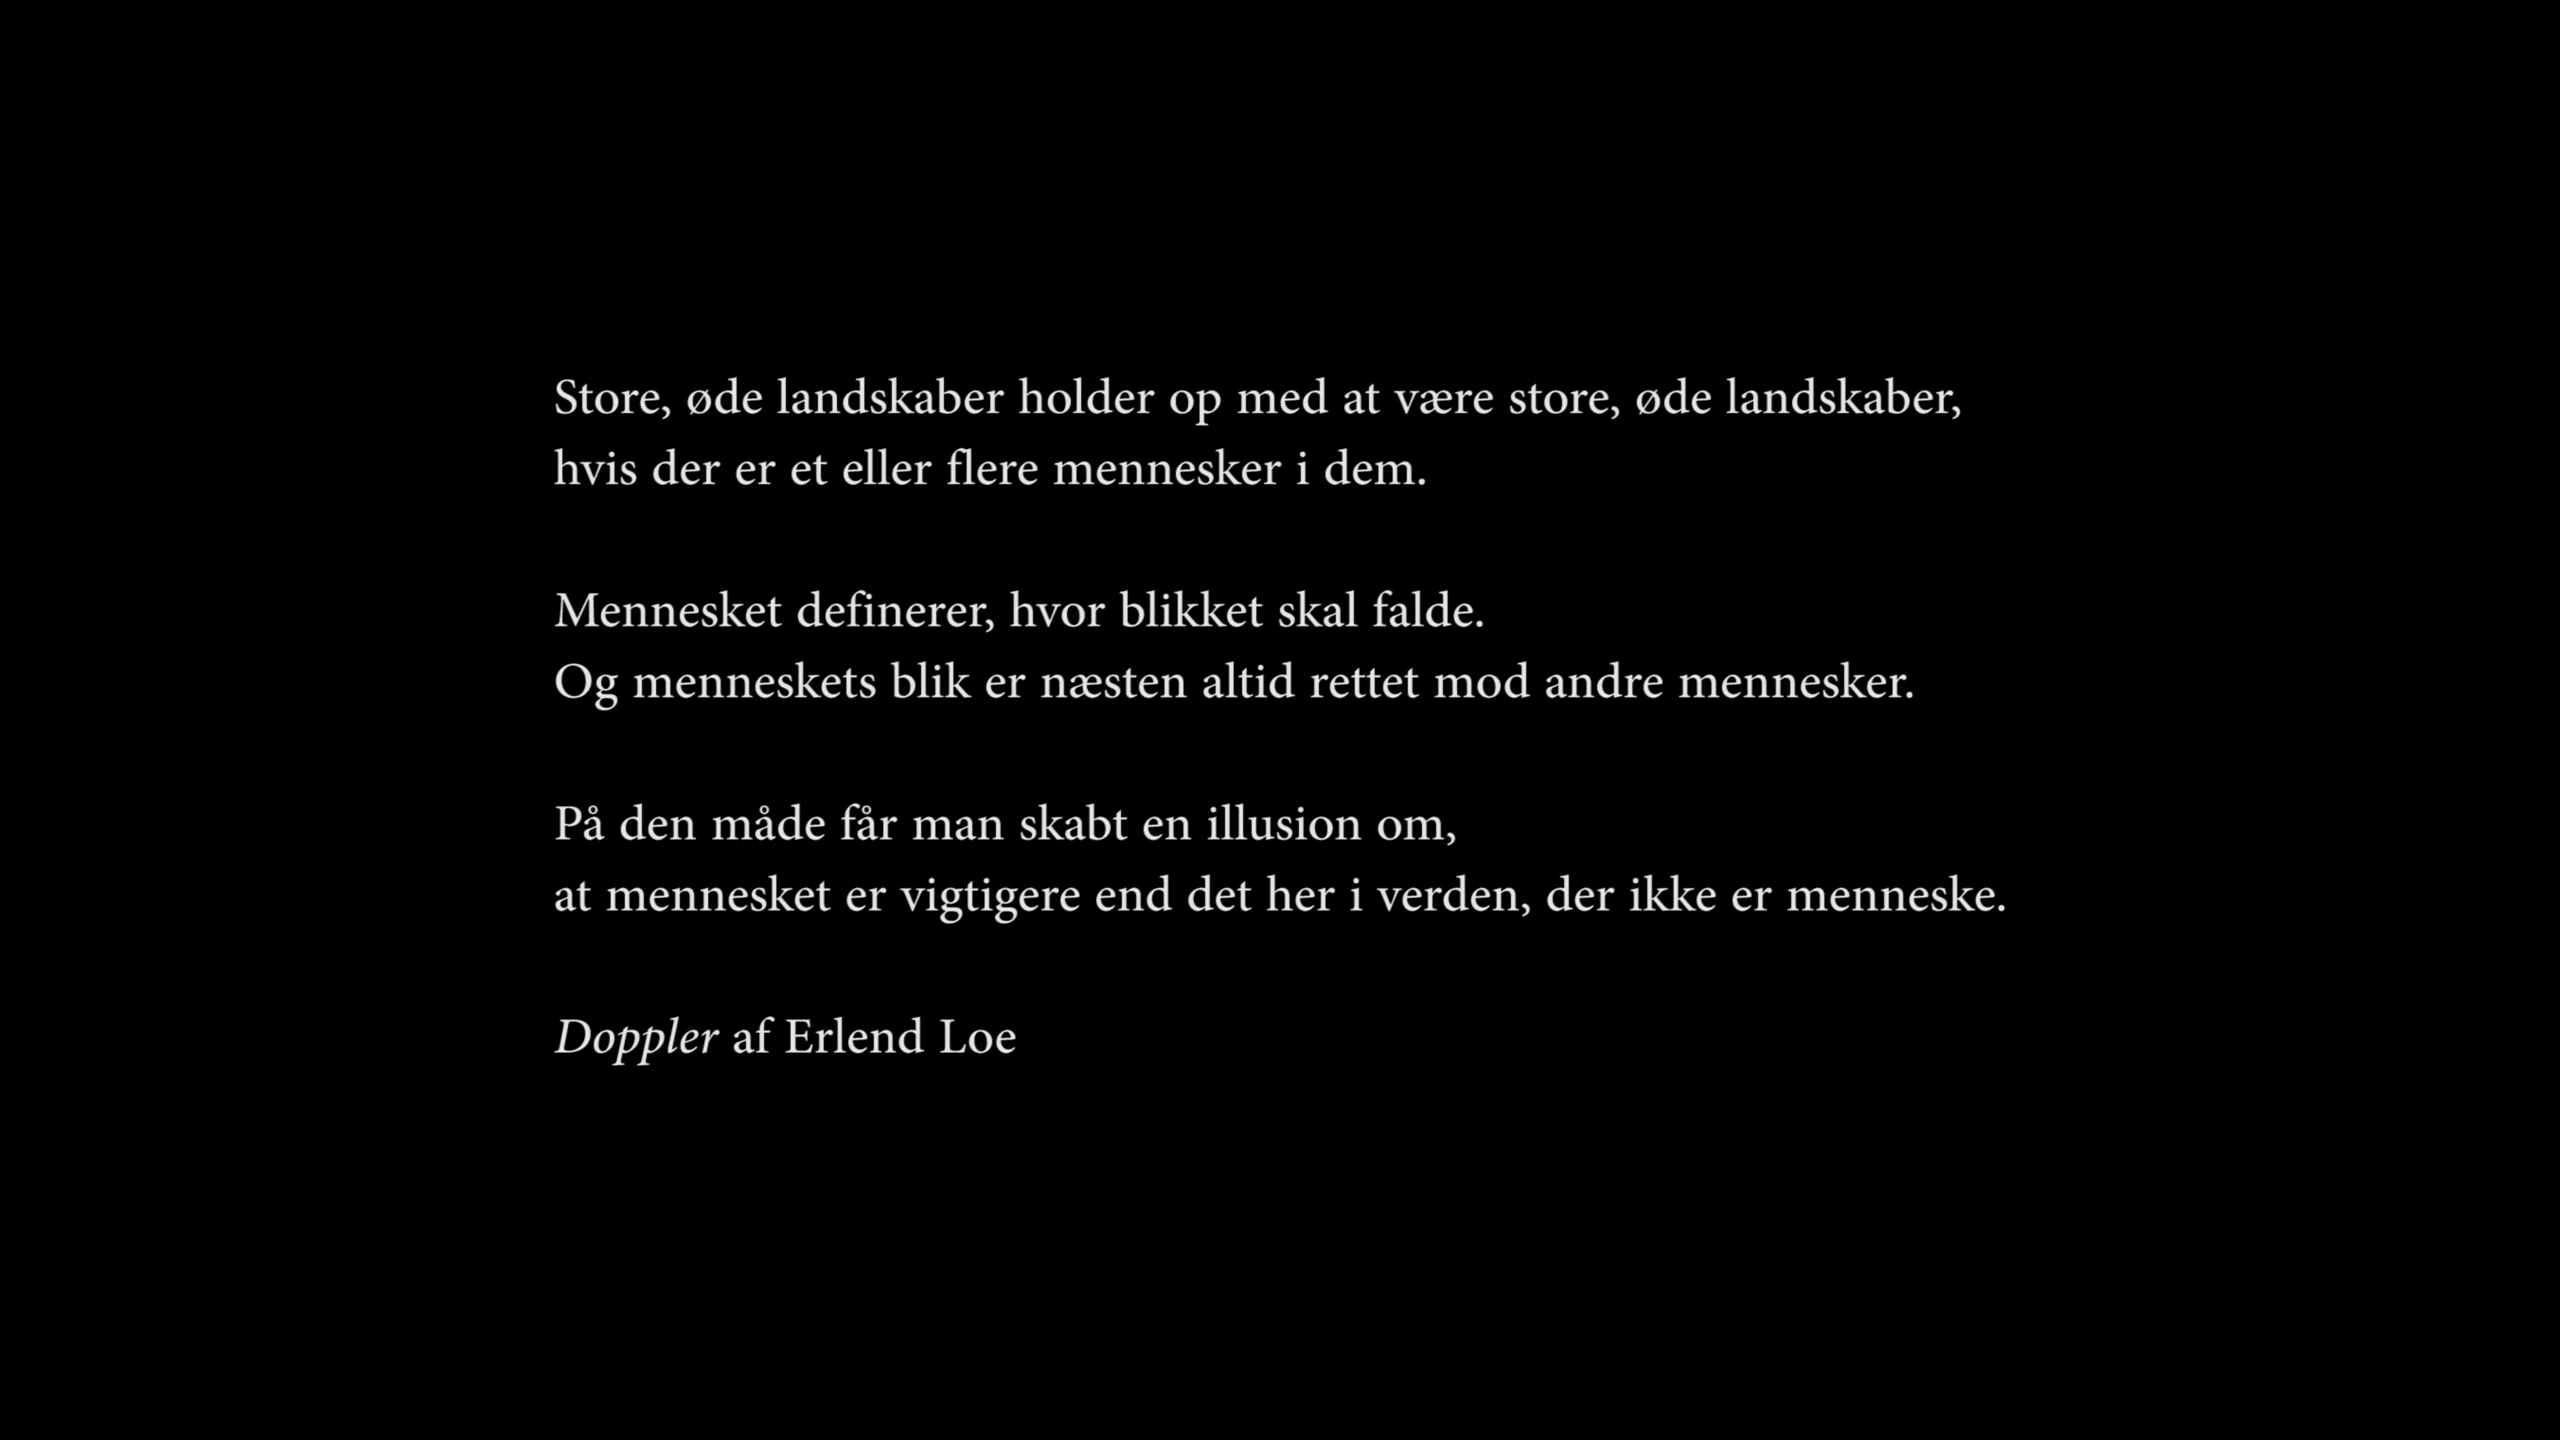 Store, øde landskaber holder op med at være store, øde landskaber,
hvis der er et eller flere mennesker i dem.
Mennesket definerer, hvor blikket skal falde.
Og menneskets blik er næsten altid rettet mod andre mennesker.
På den måde får man skabt en illusion om,
at mennesket er vigtigere end det her i verden, der ikke er menneske.
Doppler af Erlend Loe